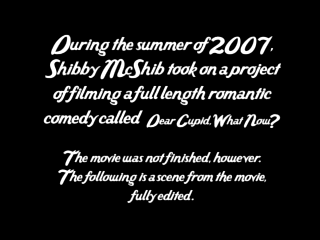 During the summer of 2007,
Shibby McShib took on a project
of filming a full length romantic
comedy called Dear Cupid, What Now?
The movie was not finished, however.
The following is a scene from the movie,
fully edited.